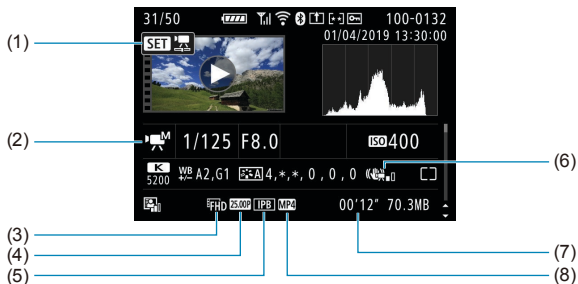 31/50 100-0132
(1) SET 01/04/2019 13:30:00
(2) M 1/125 F8.0 ISO 400
K 5200 WB +/- A2,G1 A 4,*,*,0,0,0 (6)
(3) FHD (4) 25.00P (5) IPB (8) MP4 (7) 00'12" 70.3MB